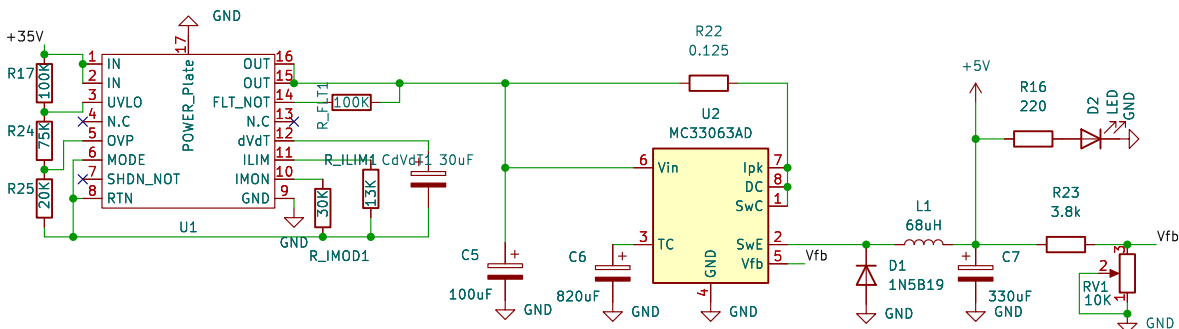 GND
+35V
17
POWER_Plate
1 IN
2 IN
3 UVLO
4 N.C
5 OVP
6 MODE
7 SHDN_NOT
8 RTN
OUT 16
OUT 15
FLT_NOT 14
N.C 13
dVdT 12
ILIM 11
IMON 10
GND 9
U1
R17
100K
R24
75K
R25
20K
R_FLT1
100K
R_ILIM1
13K
CdVdT1 30uF
30K
R_IMOD1
GND
R22
0.125
U2
MC33063AD
6 Vin
3 TC
Ipk 7
DC 8
SwC 1
SwE 2
Vfb 5
GND
4
GND
Vfb
C5
100uF
GND
C6
820uF
GND
D1
1N5B19
GND
L1
68uH
+5V
R16
220
D2
LED
GND
R23
3.8k
C7
330uF
GND
Vfb
3
2
1
RV1
10K
GND